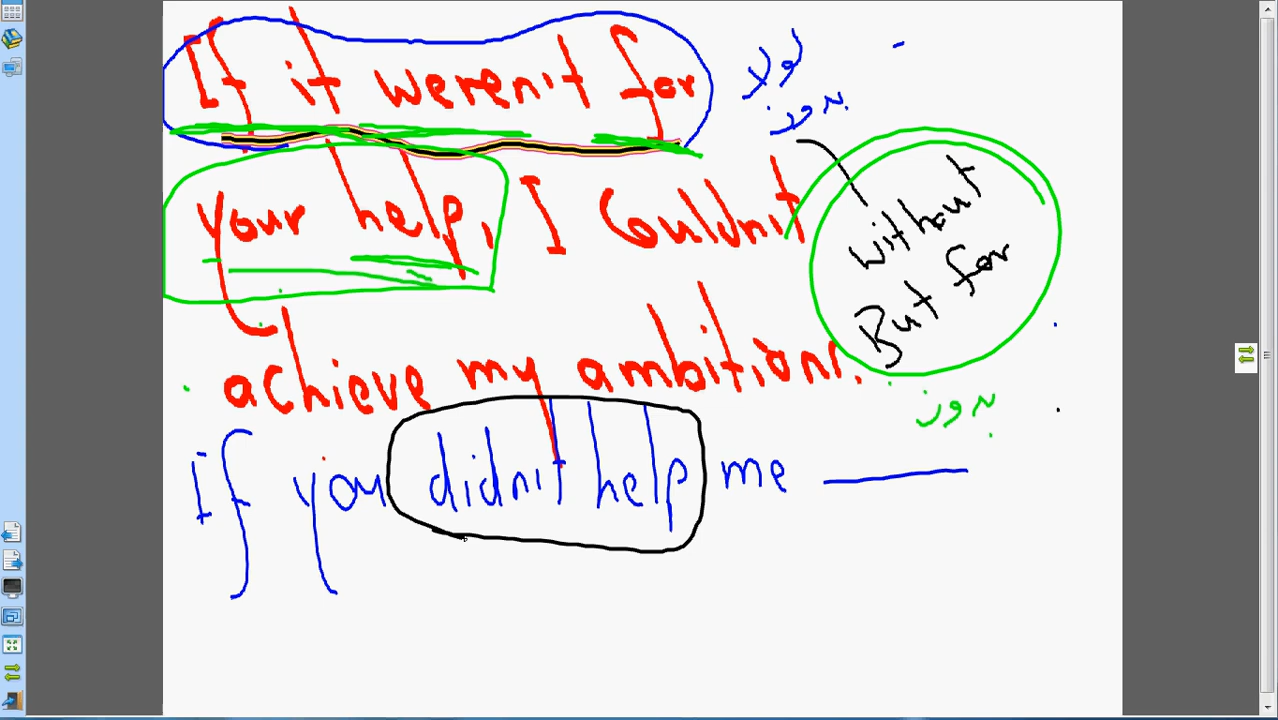 If it weren't for
لولا
بدون
your help, I Couldn't
without
But for
achieve my ambitions.
بدون
If you didn't help me